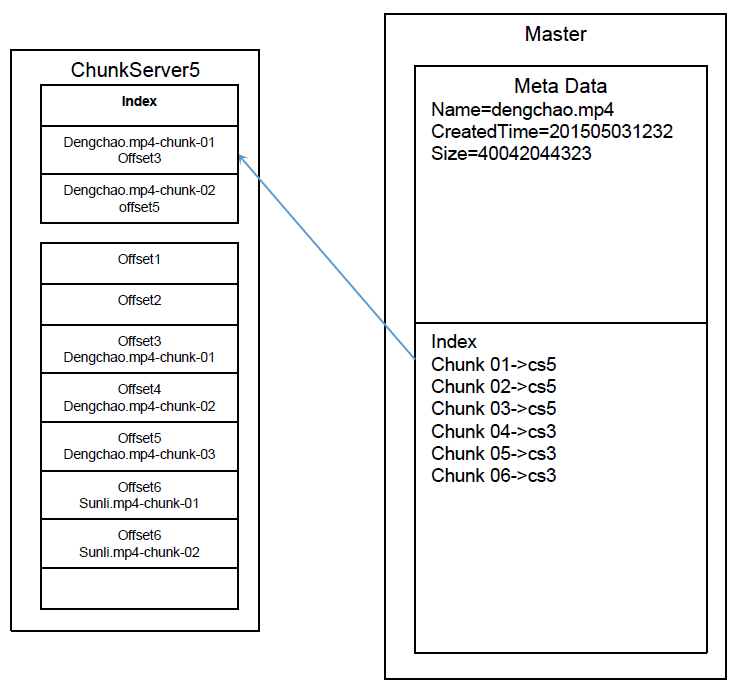 ChunkServer5
Index
Dengchao.mp4-chunk-01
Offset3
Dengchao.mp4-chunk-02
offset5
Offset1
Offset2
Offset3
Dengchao.mp4-chunk-01
Offset4
Dengchao.mp4-chunk-02
Offset5
Dengchao.mp4-chunk-03
Offset6
Sunli.mp4-chunk-01
Offset6
Sunli.mp4-chunk-02
Master
Meta Data
Name=dengchao.mp4
CreatedTime=201505031232
Size=40042044323
Index
Chunk 01->cs5
Chunk 02->cs5
Chunk 03->cs5
Chunk 04->cs3
Chunk 05->cs3
Chunk 06->cs3